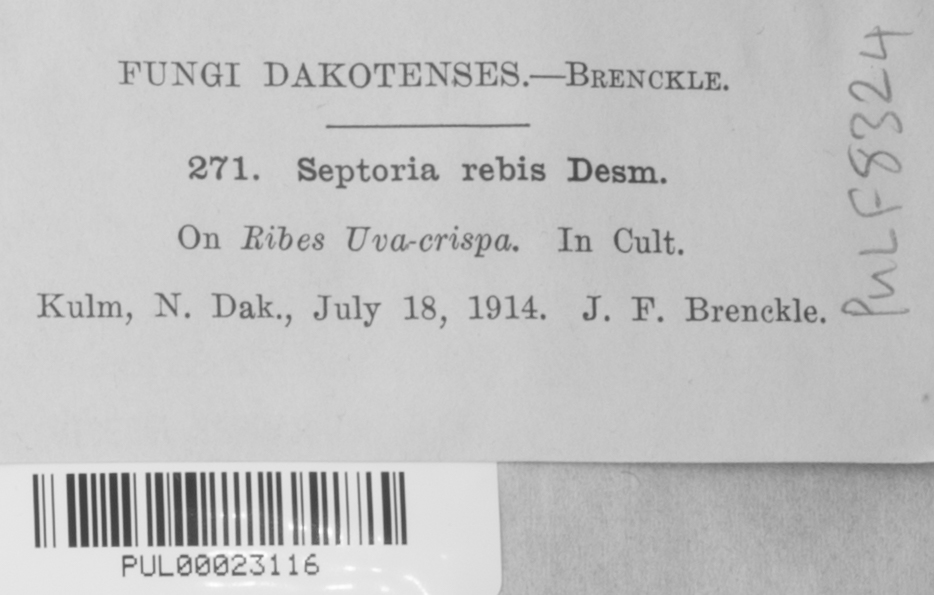 FUNGI DAKOTENSES.—BRENCKLE.
271. Septoria rebis Desm.
On Ribes Uva-crispa. In Cult.
Kulm, N. Dak., July 18, 1914. J. F. Brenckle.
PuL F8324
PUL00023116